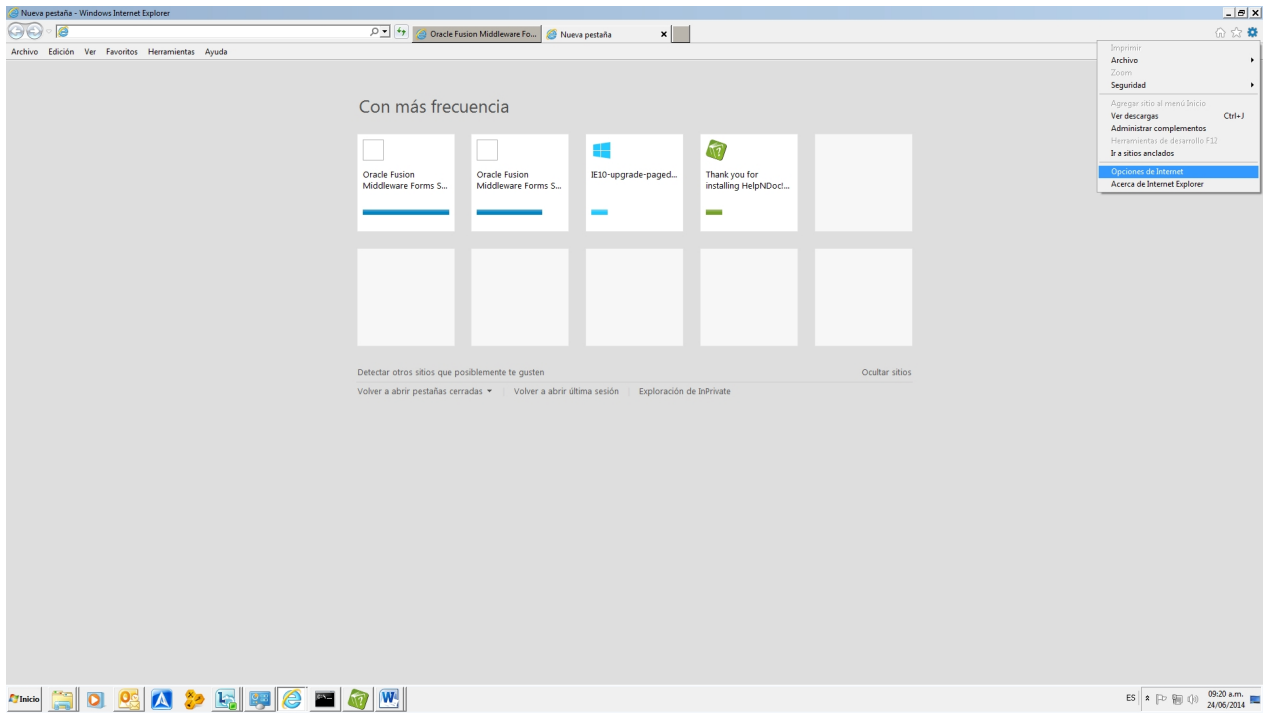 Nueva pestaña - Windows Internet Explorer
Oracle Fusion Middleware Fo...
Nueva pestaña
Archivo Edición Ver Favoritos Herramientas Ayuda
Imprimir
Archivo
Zoom
Seguridad
Agregar sitio al menú Inicio
Ver descargas Ctrl+J
Administrar complementos
Herramientas de desarrollo F12
Ir a sitios anclados
Opciones de Internet
Acerca de Internet Explorer
Con más frecuencia
Oracle Fusion
Middleware Forms S...
Oracle Fusion
Middleware Forms S...
IE10-upgrade-paged...
Thank you for
installing HelpNDoc!...
Detectar otros sitios que posiblemente te gusten
Ocultar sitios
Volver a abrir pestañas cerradas
Volver a abrir última sesión
Exploración de InPrivate
Inicio
ES
09:20 a.m.
24/06/2014